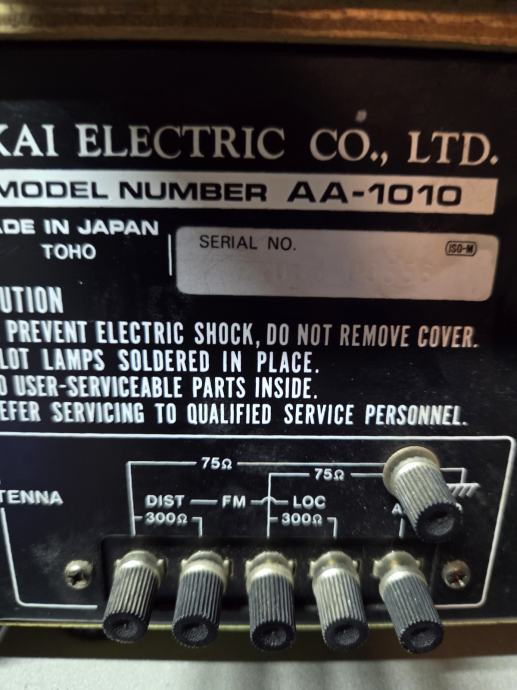 KAI ELECTRIC CO., LTD.
MODEL NUMBER AA-1010
ADE IN JAPAN
TOHO
SERIAL NO.
ISO-M
UTION
PREVENT ELECTRIC SHOCK, DO NOT REMOVE COVER.
LOT LAMPS SOLDERED IN PLACE.
O USER-SERVICEABLE PARTS INSIDE.
EFER SERVICING TO QUALIFIED SERVICE PERSONNEL.
75Ω
75Ω
TENNA
DIST FM LOC
300Ω 300Ω
A